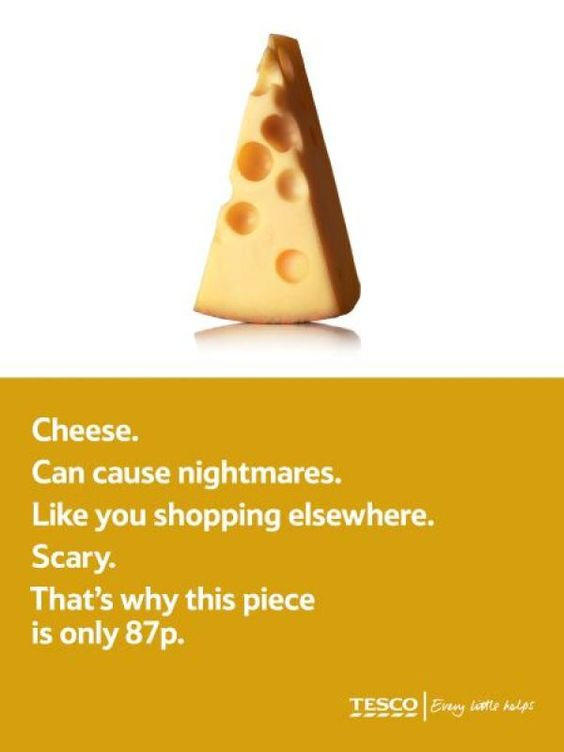 Cheese.
Can cause nightmares.
Like you shopping elsewhere.
Scary.
That's why this piece
is only 87p.
TESCO | Every little helps